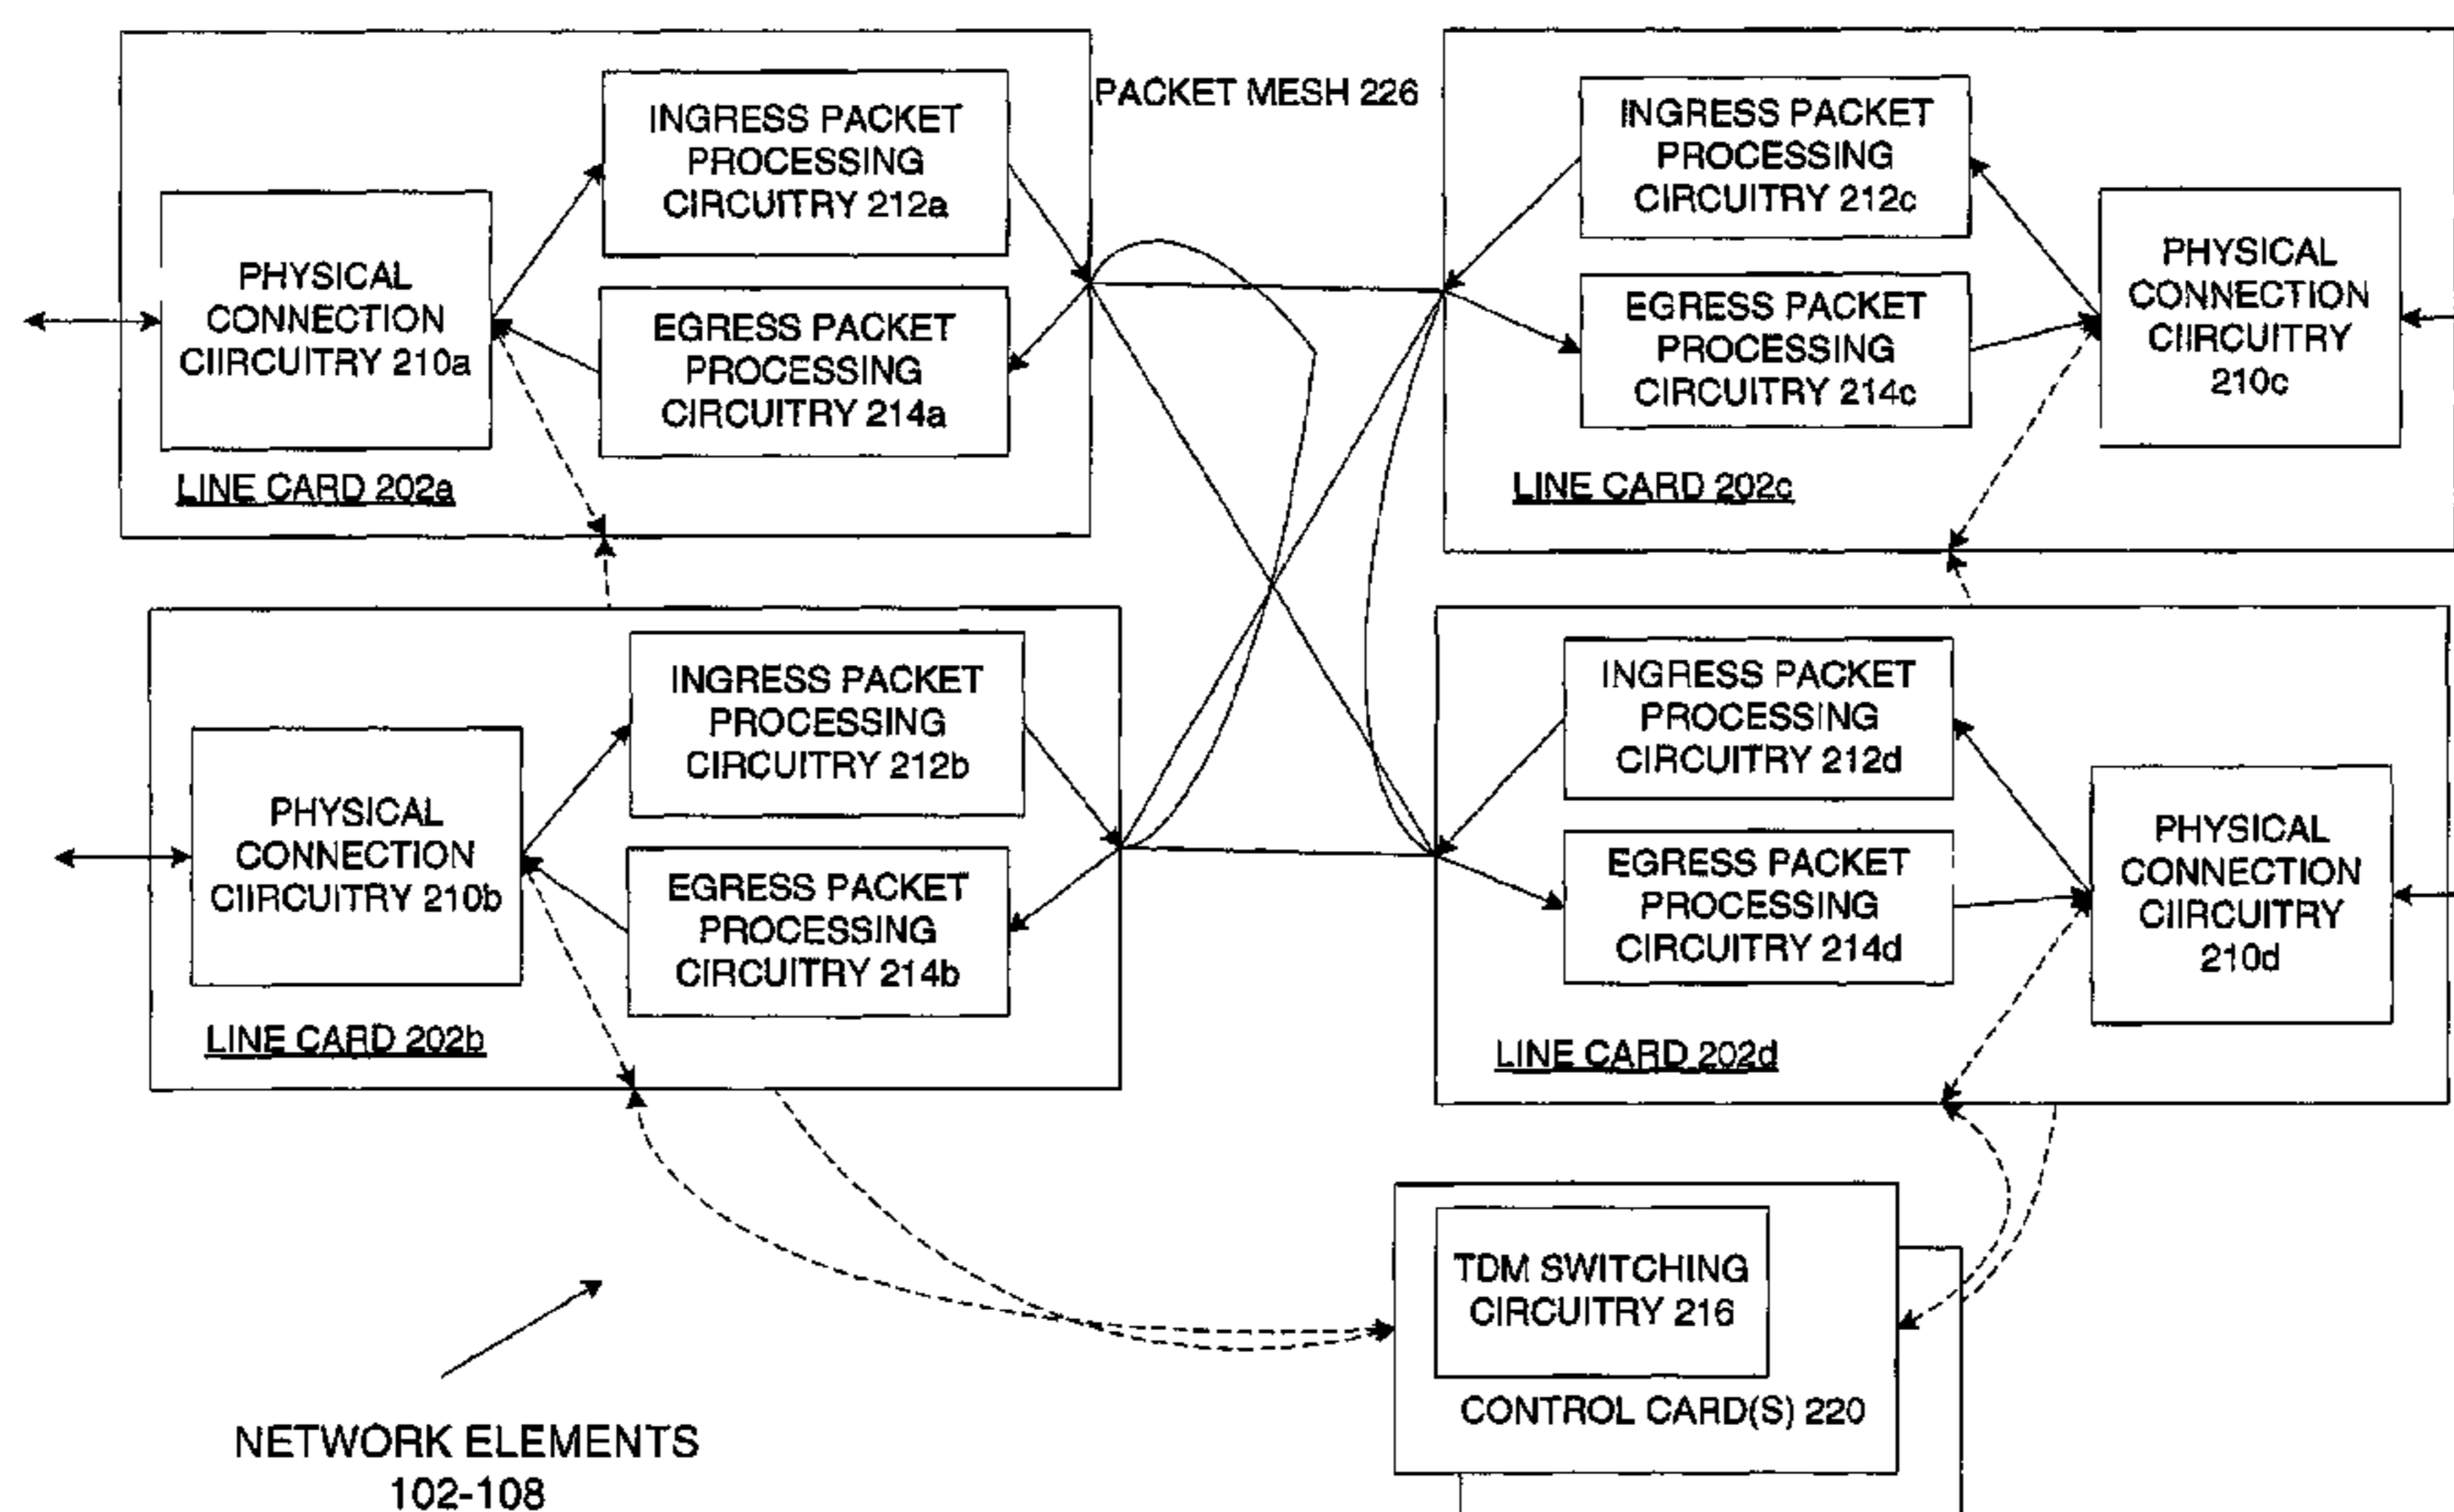 PACKET MESH 226
INGRESS PACKET
PROCESSING
CIRCUITRY 212a
PHYSICAL
CONNECTION
CIIRCUITRY 210a
EGRESS PACKET
PROCESSING
CIRCUITRY 214a
LINE CARD 202a
INGRESS PACKET
PROCESSING
CIRCUITRY 212c
PHYSICAL
CONNECTION
CIIRCUITRY
210c
EGRESS PACKET
PROCESSING
CIRCUITRY 214c
LINE CARD 202c
INGRESS PACKET
PROCESSING
CIRCUITRY 212b
PHYSICAL
CONNECTION
CIIRCUITRY 210b
EGRESS PACKET
PROCESSING
CIRCUITRY 214b
LINE CARD 202b
INGRESS PACKET
PROCESSING
CIRCUITRY 212d
PHYSICAL
CONNECTION
CIIRCUITRY
210d
EGRESS PACKET
PROCESSING
CIRCUITRY 214d
LINE CARD 202d
TDM SWITCHING
CIRCUITRY 216
CONTROL CARD(S) 220
NETWORK ELEMENTS
102-108